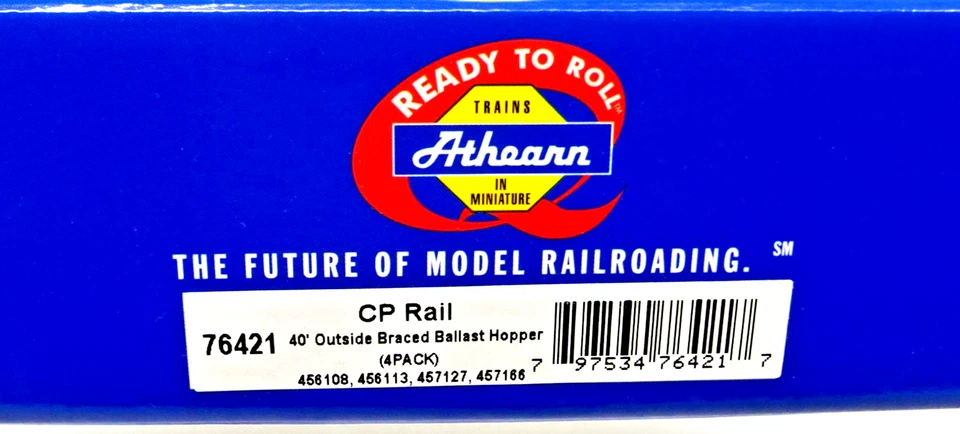 READY TO ROLL™
TRAINS
Athearn
IN
MINIATURE
THE FUTURE OF MODEL RAILROADING. SM
CP Rail
76421 40' Outside Braced Ballast Hopper
(4PACK)
456108, 456113, 457127, 457166
7 97534 76421 7